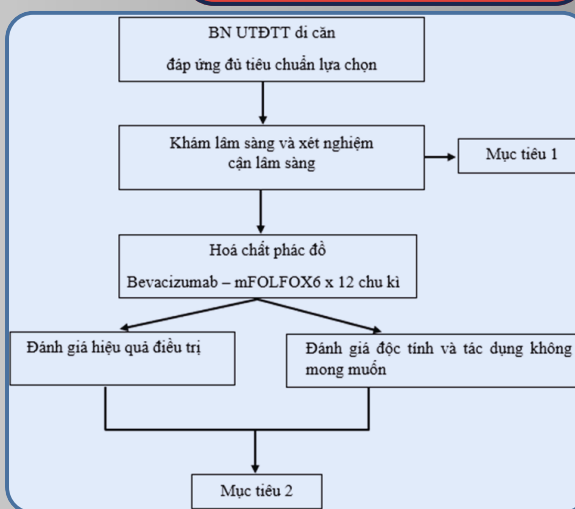 BN UTĐTT di căn
đáp ứng đủ tiêu chuẩn lựa chọn
Khám lâm sàng và xét nghiệm
cận lâm sàng
Mục tiêu 1
Hoá chất phác đồ
Bevacizumab – mFOLFOX6 x 12 chu kì
Đánh giá hiệu quả điều trị
Đánh giá độc tính và tác dụng không
mong muốn
Mục tiêu 2